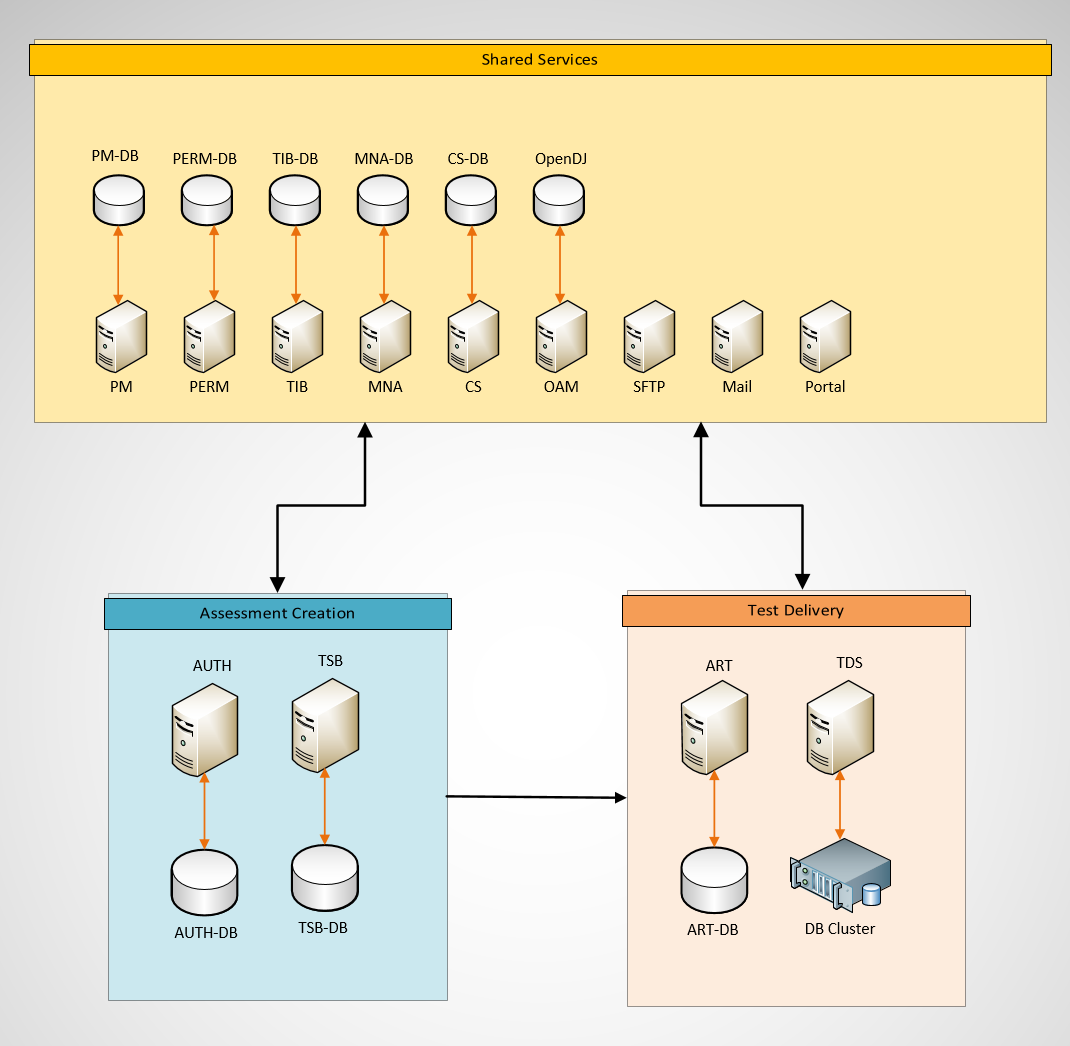 Shared Services
PM-DB
PERM-DB
TIB-DB
MNA-DB
CS-DB
OpenDJ
PM
PERM
TIB
MNA
CS
OAM
SFTP
Mail
Portal
Assessment Creation
AUTH
TSB
AUTH-DB
TSB-DB
Test Delivery
ART
TDS
ART-DB
DB Cluster